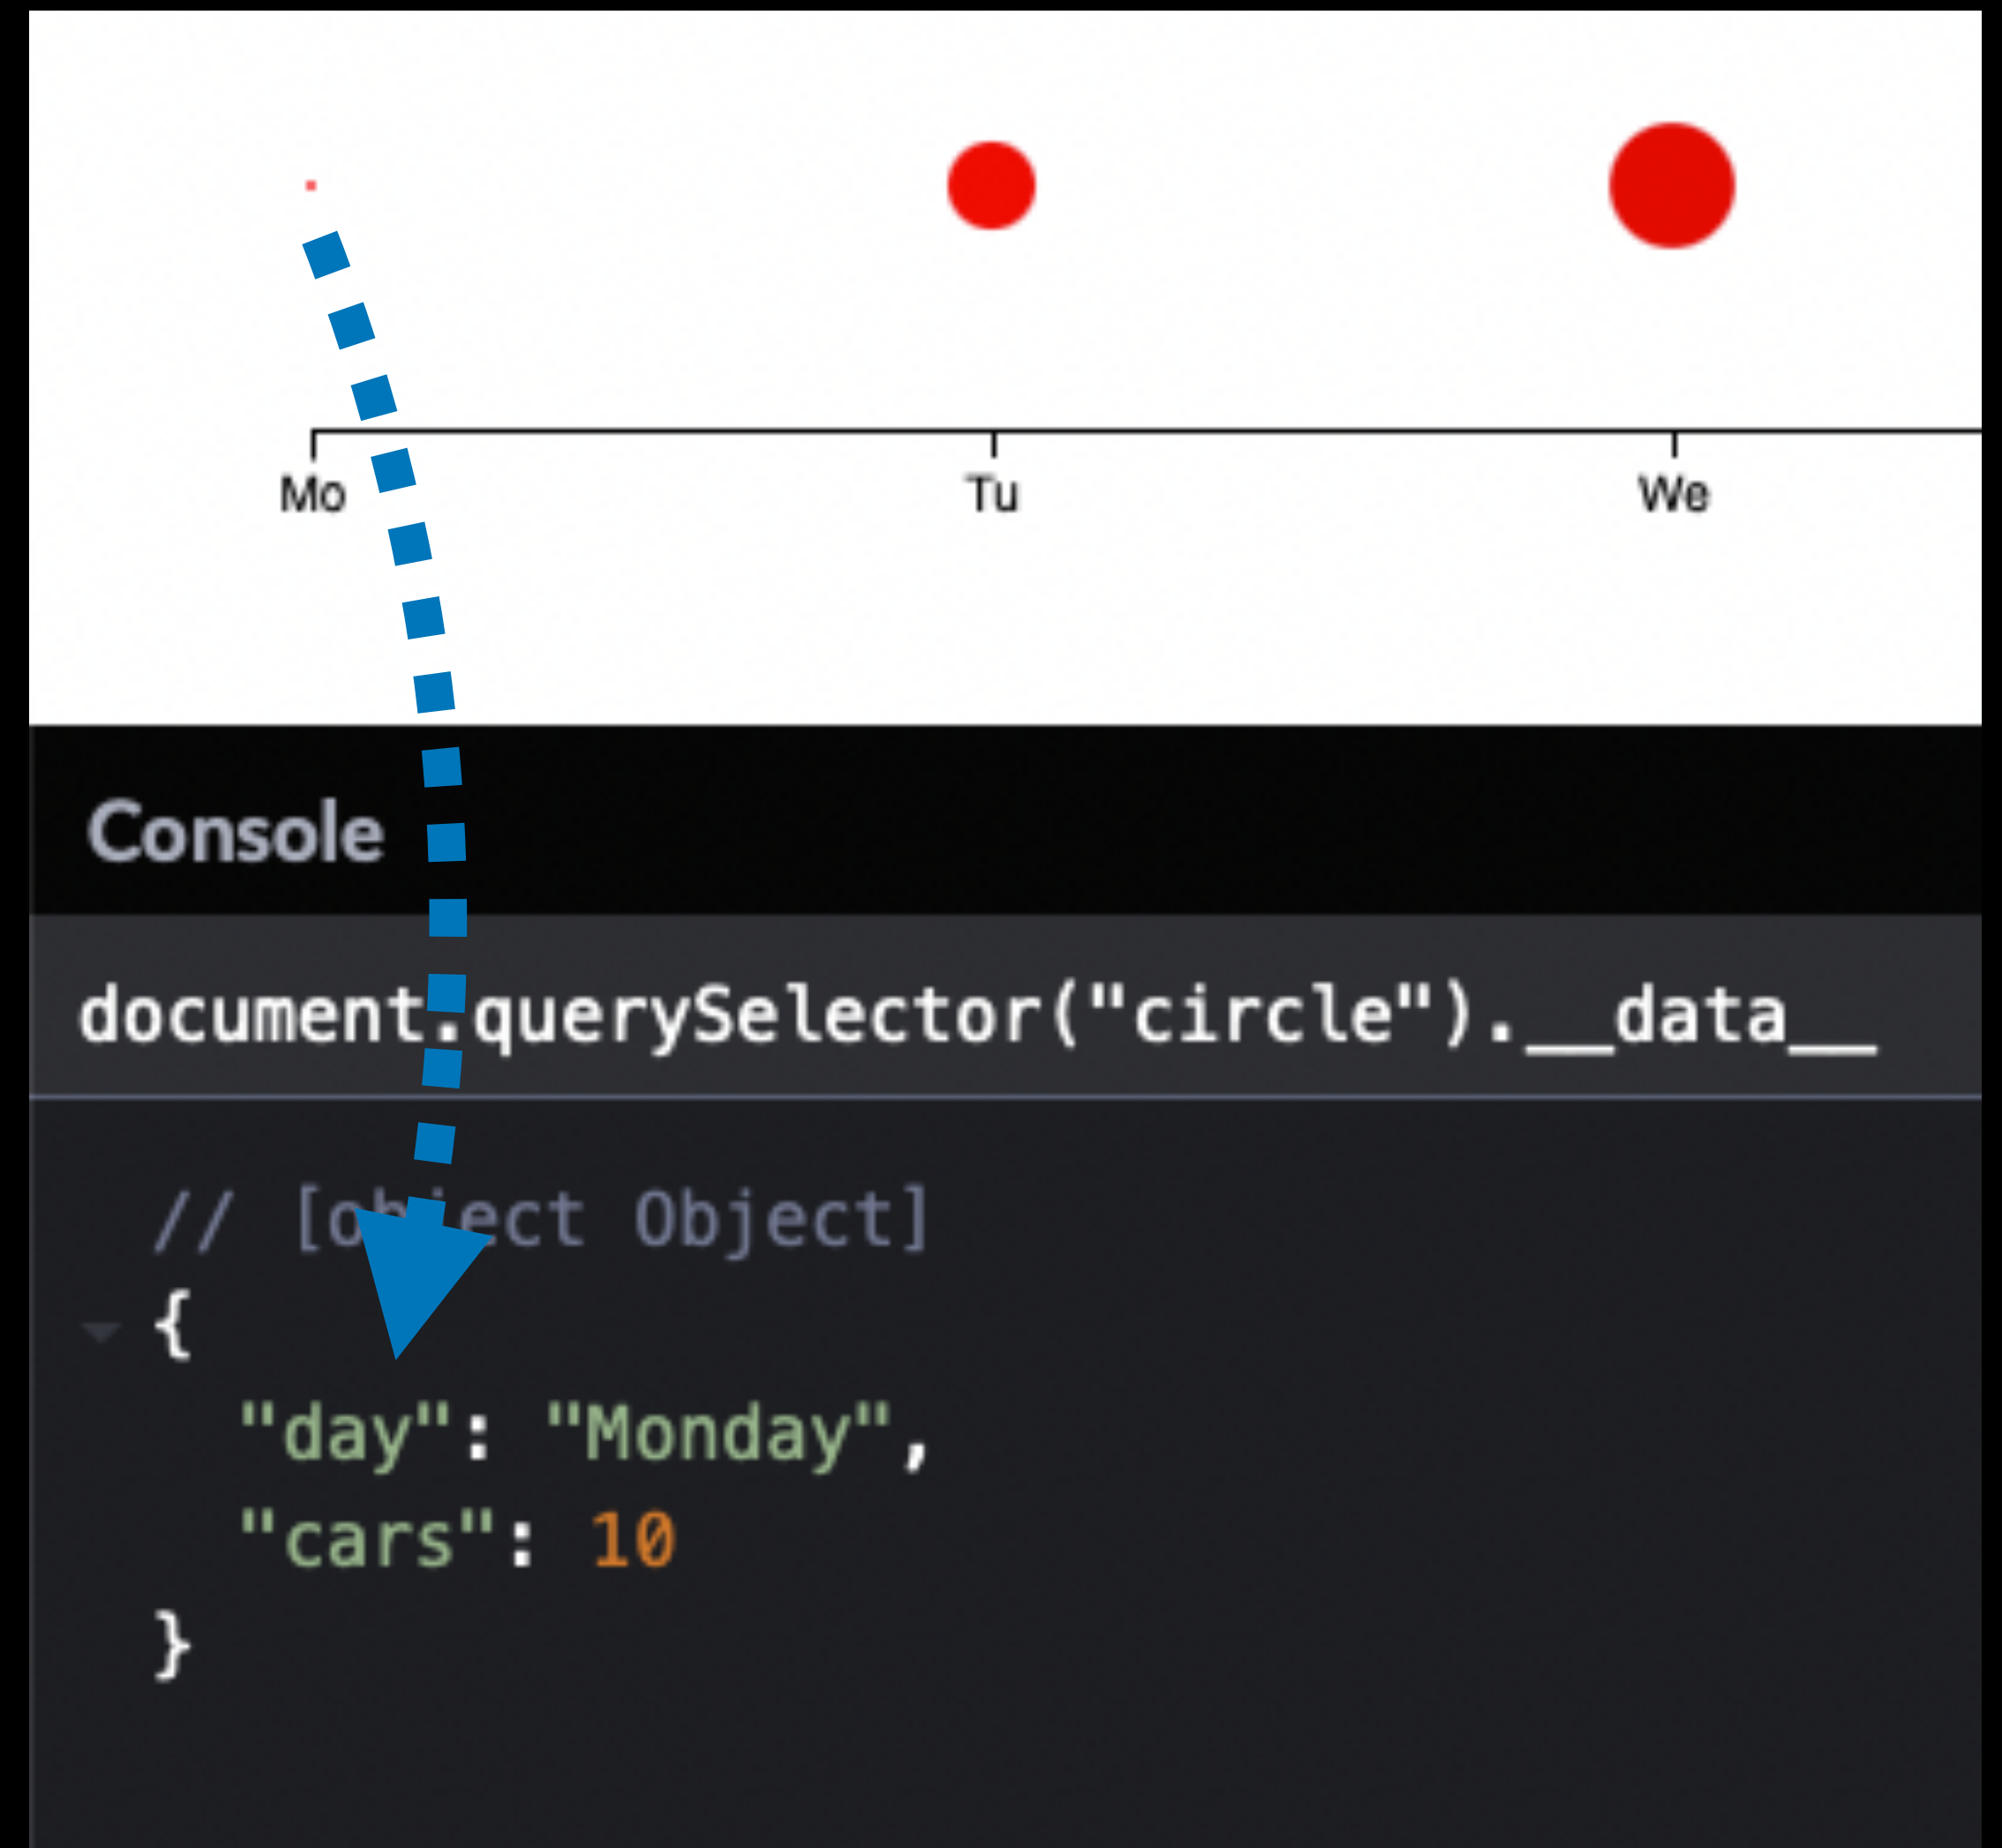 Mo Tu We
Console
document.querySelector("circle").__data__
// [object Object]
{
"day": "Monday",
"cars": 10
}